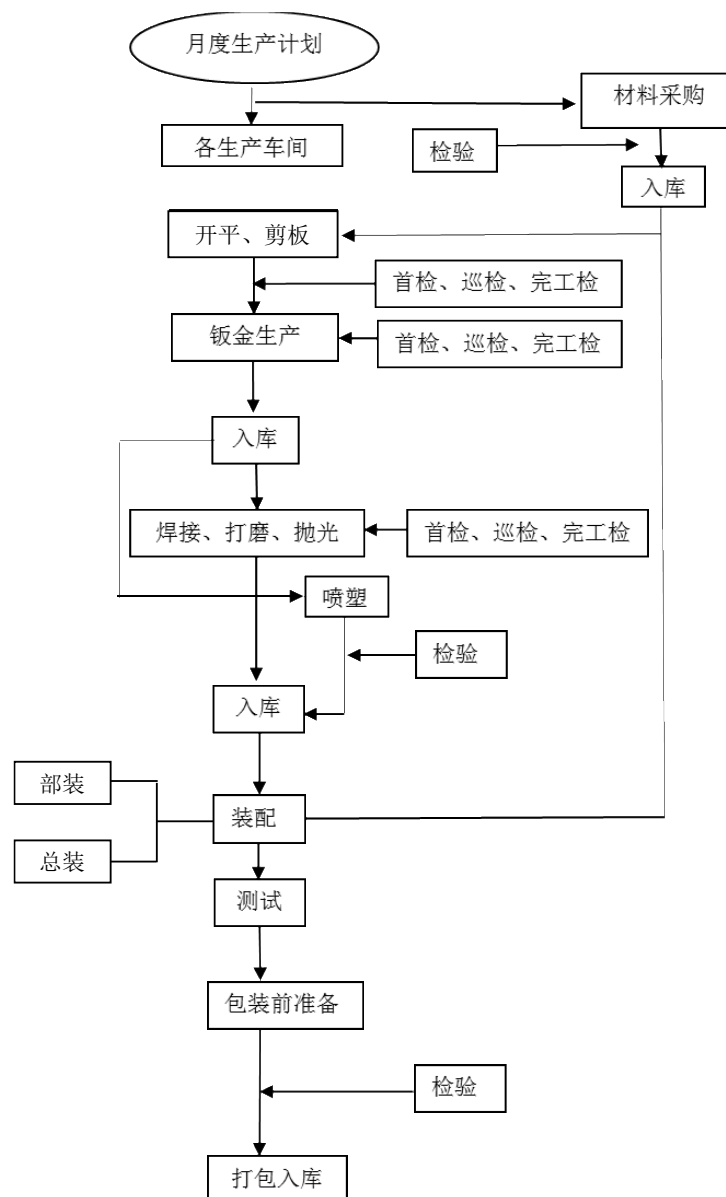 月度生产计划
材料采购
各生产车间
检验
入库
开平、剪板
首检、巡检、完工检
钣金生产
首检、巡检、完工检
入库
焊接、打磨、抛光
首检、巡检、完工检
喷塑
检验
入库
部装
装配
总装
测试
包装前准备
检验
打包入库